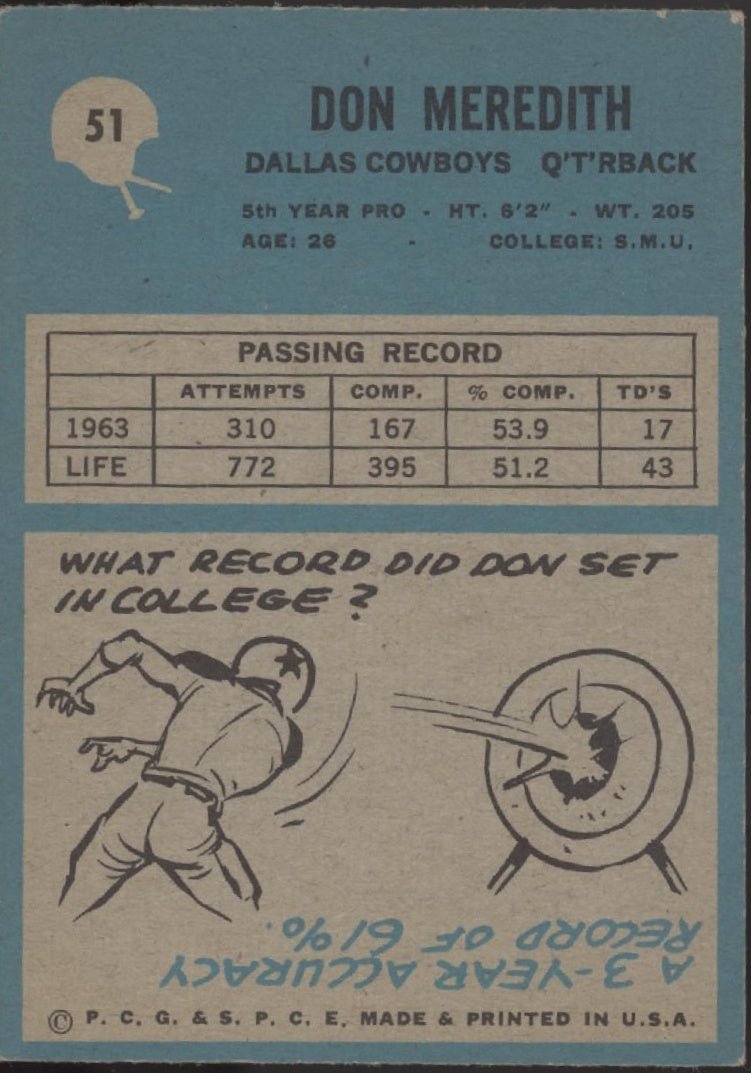 51
DON MEREDITH
DALLAS COWBOYS Q'T'RBACK
5th YEAR PRO - HT. 6'2" - WT. 205
AGE: 26 - COLLEGE: S.M.U.
PASSING RECORD
ATTEMPTS COMP. % COMP. TD'S
1963 310 167 53.9 17
LIFE 772 395 51.2 43
WHAT RECORD DID DON SET
IN COLLEGE?
A 3-YEAR ACCURACY
RECORD OF 61%.
© P. C. G. & S. P. C. E. MADE & PRINTED IN U.S.A.